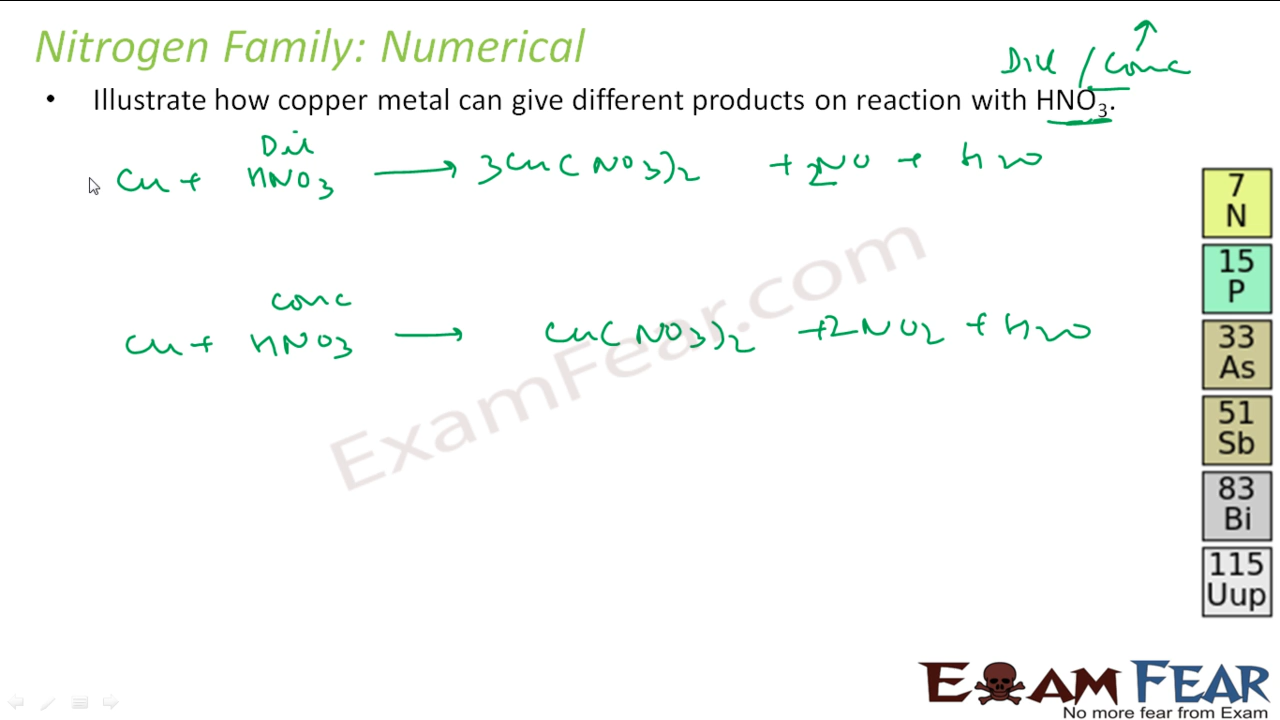 Nitrogen Family: Numerical
Dil / Conc
• Illustrate how copper metal can give different products on reaction with HNO3.
Dil
Cu + HNO3 → 3Cu(NO3)2 + 2NO + H2O
conc
Cu + HNO3 → Cu(NO3)2 + 2NO2 + H2O
ExamFear.com
7
N
15
P
33
As
51
Sb
83
Bi
115
Uup
EXAM FEAR
No more fear from Exam